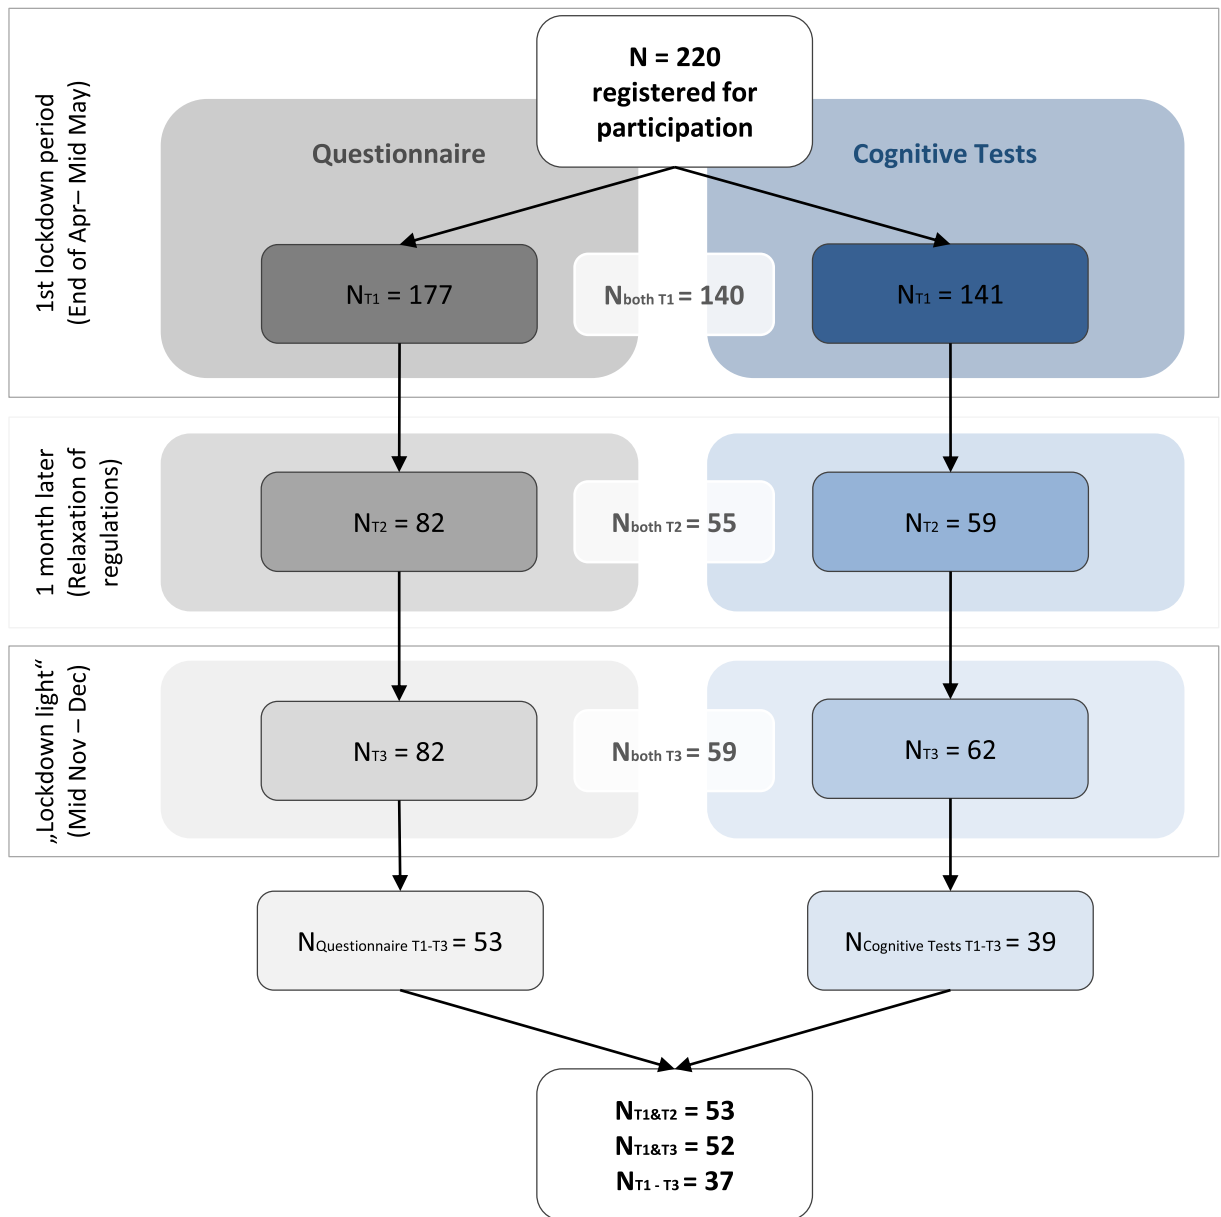 N = 220
registered for
participation
1st lockdown period
(End of Apr– Mid May)
Questionnaire
Cognitive Tests
NT1 = 177
Nboth T1 = 140
NT1 = 141
1 month later
(Relaxation of
regulations)
NT2 = 82
Nboth T2 = 55
NT2 = 59
„Lockdown light“
(Mid Nov – Dec)
NT3 = 82
Nboth T3 = 59
NT3 = 62
NQuestionnaire T1-T3 = 53
NCognitive Tests T1-T3 = 39
NT1&T2 = 53
NT1&T3 = 52
NT1 - T3 = 37